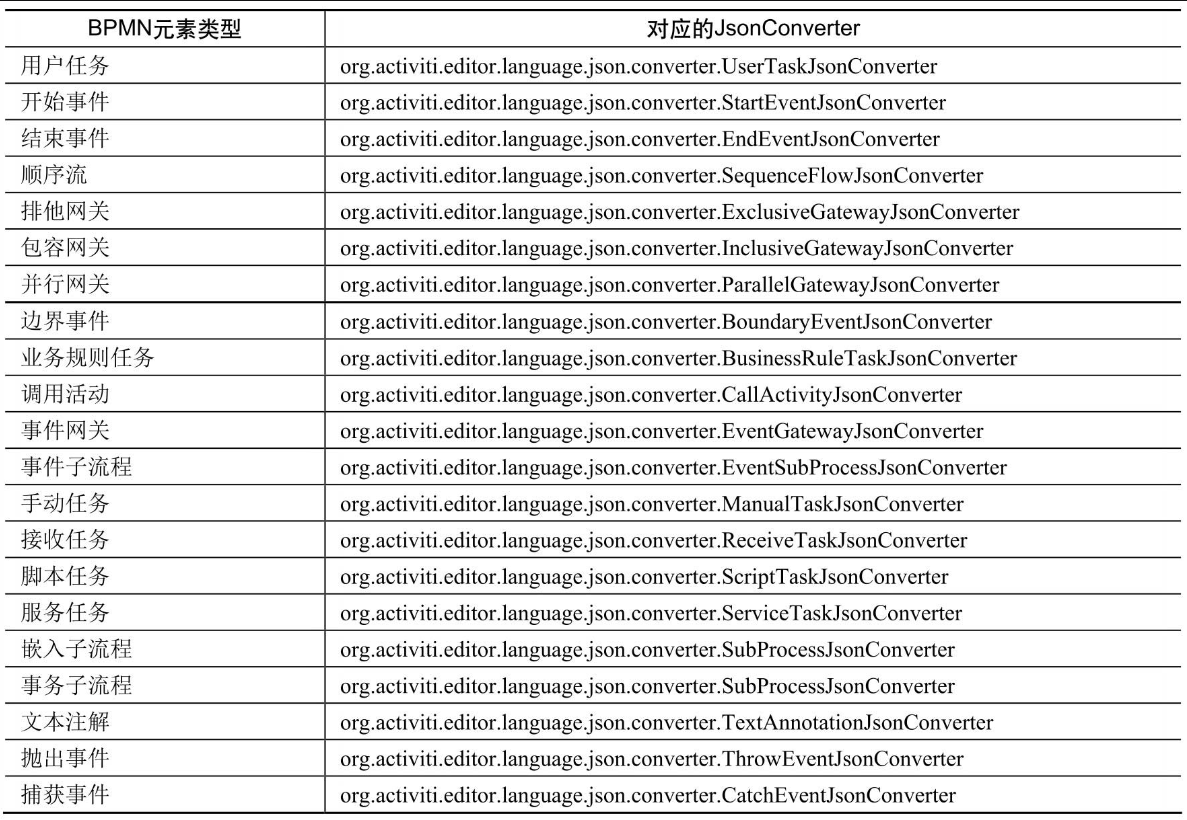 BPMN元素类型 对应的JsonConverter
用户任务 org.activiti.editor.language.json.converter.UserTaskJsonConverter
开始事件 org.activiti.editor.language.json.converter.StartEventJsonConverter
结束事件 org.activiti.editor.language.json.converter.EndEventJsonConverter
顺序流 org.activiti.editor.language.json.converter.SequenceFlowJsonConverter
排他网关 org.activiti.editor.language.json.converter.ExclusiveGatewayJsonConverter
包容网关 org.activiti.editor.language.json.converter.InclusiveGatewayJsonConverter
并行网关 org.activiti.editor.language.json.converter.ParallelGatewayJsonConverter
边界事件 org.activiti.editor.language.json.converter.BoundaryEventJsonConverter
业务规则任务 org.activiti.editor.language.json.converter.BusinessRuleTaskJsonConverter
调用活动 org.activiti.editor.language.json.converter.CallActivityJsonConverter
事件网关 org.activiti.editor.language.json.converter.EventGatewayJsonConverter
事件子流程 org.activiti.editor.language.json.converter.EventSubProcessJsonConverter
手动任务 org.activiti.editor.language.json.converter.ManualTaskJsonConverter
接收任务 org.activiti.editor.language.json.converter.ReceiveTaskJsonConverter
脚本任务 org.activiti.editor.language.json.converter.ScriptTaskJsonConverter
服务任务 org.activiti.editor.language.json.converter.ServiceTaskJsonConverter
嵌入子流程 org.activiti.editor.language.json.converter.SubProcessJsonConverter
事务子流程 org.activiti.editor.language.json.converter.SubProcessJsonConverter
文本注解 org.activiti.editor.language.json.converter.TextAnnotationJsonConverter
抛出事件 org.activiti.editor.language.json.converter.ThrowEventJsonConverter
捕获事件 org.activiti.editor.language.json.converter.CatchEventJsonConverter